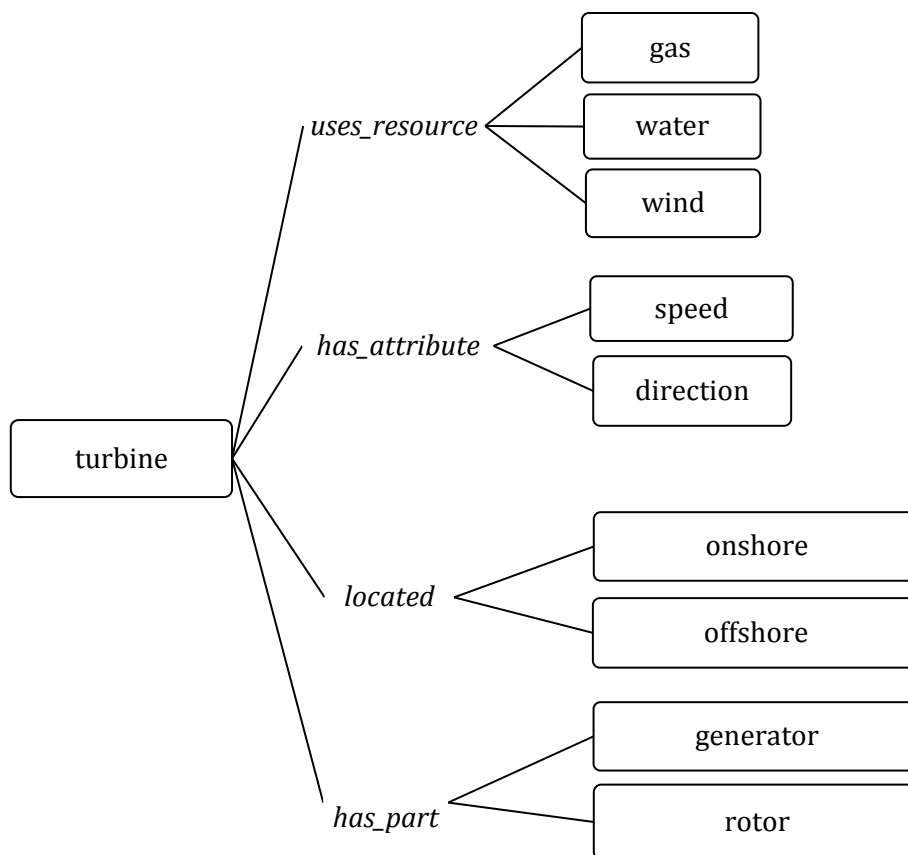 gas
uses_resource
water
wind
speed
has_attribute
direction
turbine
onshore
located
offshore
generator
has_part
rotor